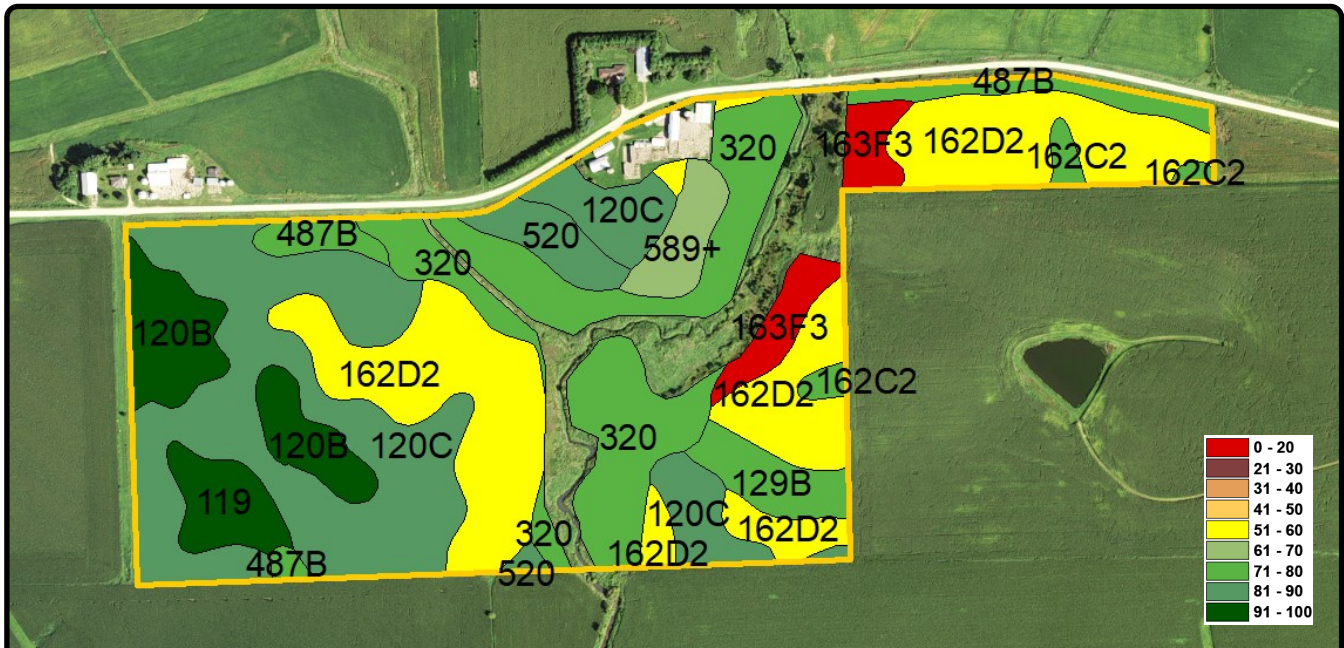 487B
320
163F3
162D2
162C2
162C2
120C
487B
520
589+
320
120B
163F3
162D2
162C2
162D2
120B
120C
320
129B
119
120C
162D2
320
162D2
487B
520
0 - 20
21 - 30
31 - 40
41 - 50
51 - 60
61 - 70
71 - 80
81 - 90
91 - 100